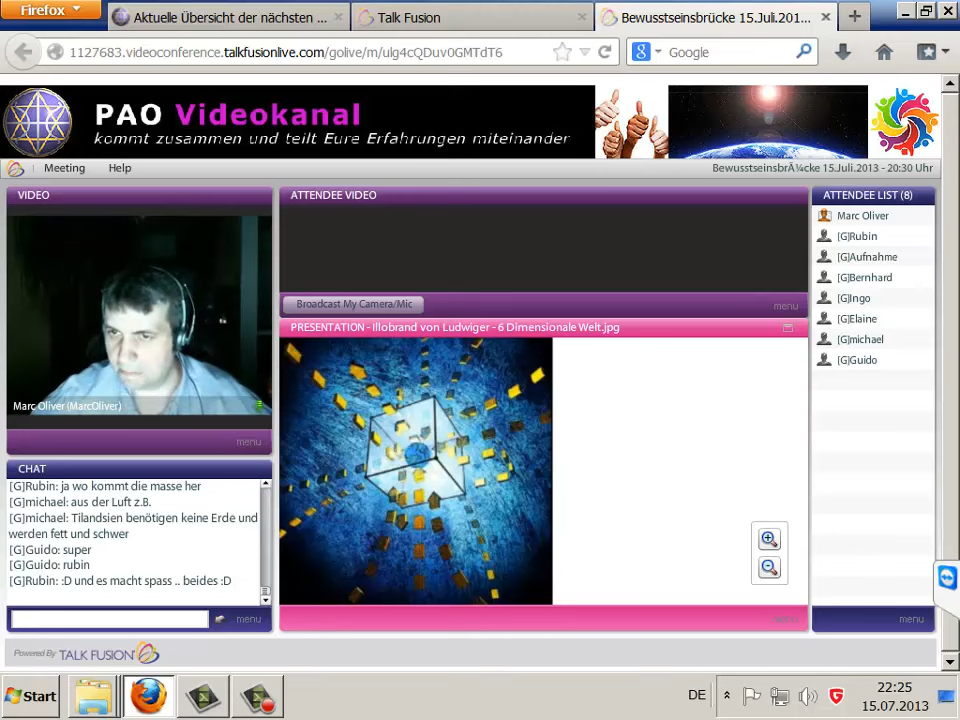 Firefox
Aktuelle Übersicht der nächsten ...
Talk Fusion
Bewusstseinsbrücke 15.Juli.201...
1127683.videoconference.talkfusionlive.com/golive/m/ulg4cQDuv0GMTdT6
Google
PAO Videokanal
kommt zusammen und teilt Eure Erfahrungen miteinander
Meeting
Help
BewusstseinsbrÃ¼cke 15.Juli.2013 - 20:30 Uhr
VIDEO
Marc Oliver (MarcOliver)
menu
CHAT
[G]Rubin: ja wo kommt die masse her
[G]michael: aus der Luft z.B.
[G]michael: Tilandsien benötigen keine Erde und
werden fett und schwer
[G]Guido: super
[G]Guido: rubin
[G]Rubin: :D und es macht spass .. beides :D
menu
ATTENDEE VIDEO
Broadcast My Camera/Mic
menu
PRESENTATION - Illobrand von Ludwiger - 6 Dimensionale Welt.jpg
ATTENDEE LIST (8)
Marc Oliver
[G]Rubin
[G]Aufnahme
[G]Bernhard
[G]Ingo
[G]Elaine
[G]michael
[G]Guido
menu
Powered By TALK FUSION
Start
DE
22:25
15.07.2013